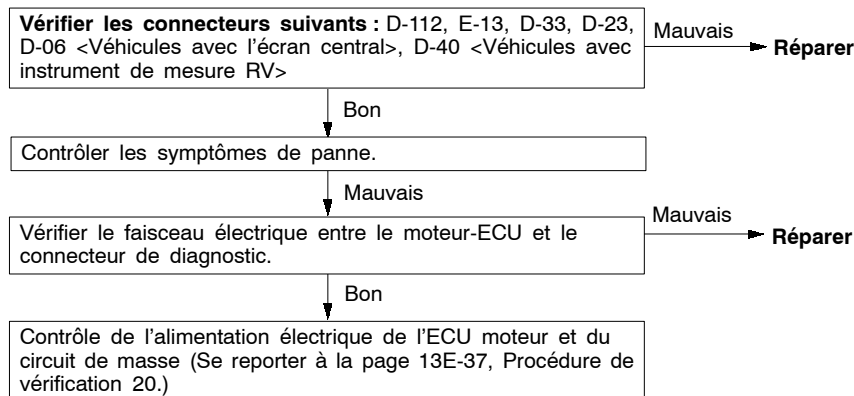 Vérifier les connecteurs suivants : D-112, E-13, D-33, D-23,
D-06 <Véhicules avec l'écran central>, D-40 <Véhicules avec
instrument de mesure RV>
Mauvais
Réparer
Bon
Contrôler les symptômes de panne.
Mauvais
Vérifier le faisceau électrique entre le moteur-ECU et le
connecteur de diagnostic.
Mauvais
Réparer
Bon
Contrôle de l'alimentation électrique de l'ECU moteur et du
circuit de masse (Se reporter à la page 13E-37, Procédure de
vérification 20.)